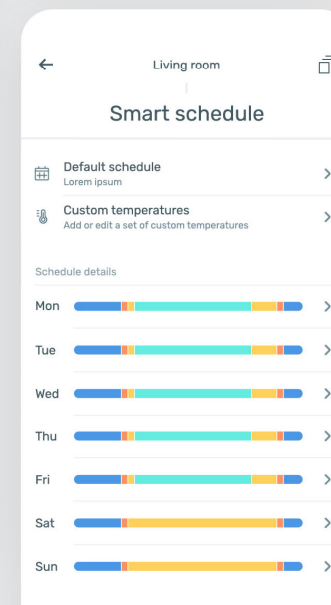 Living room
Smart schedule
Default schedule
Lorem ipsum
Custom temperatures
Add or edit a set of custom temperatures
Schedule details
Mon
Tue
Wed
Thu
Fri
Sat
Sun